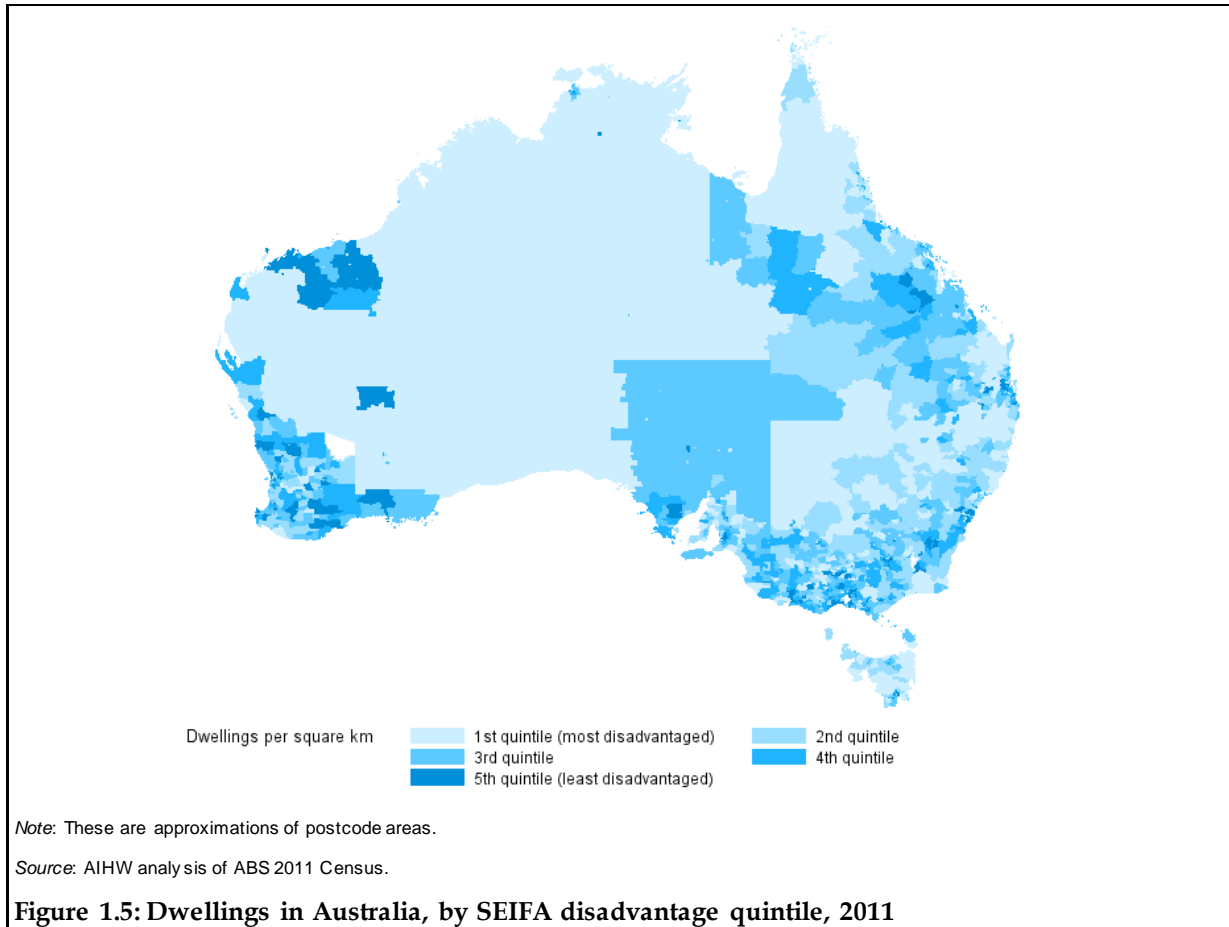 Dwellings per square km
1st quintile (most disadvantaged)
2nd quintile
3rd quintile
4th quintile
5th quintile (least disadvantaged)
Note: These are approximations of postcode areas.
Source: AIHW analysis of ABS 2011 Census.
Figure 1.5: Dwellings in Australia, by SEIFA disadvantage quintile, 2011